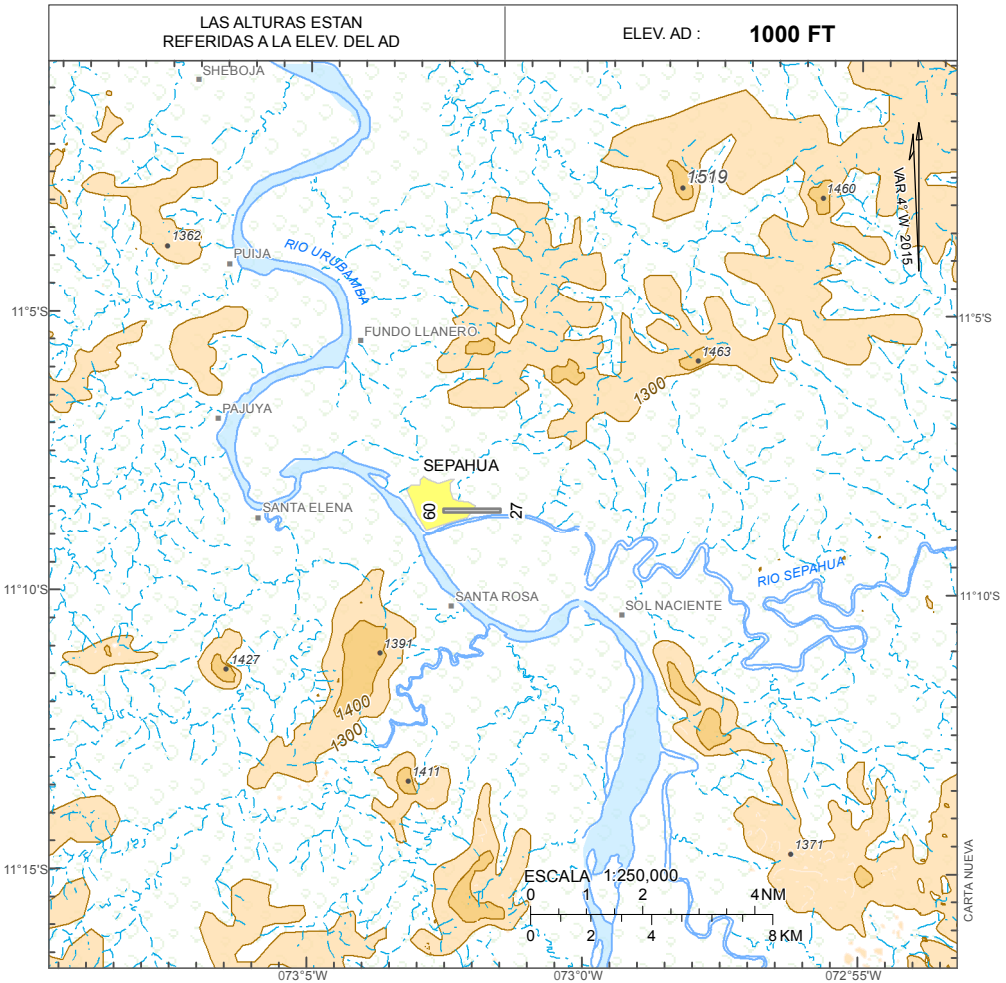 LAS ALTURAS ESTAN
REFERIDAS A LA ELEV. DEL AD
ELEV. AD : 1000 FT
SHEBOJA
1519
1460
VAR 4° W 2015
1362
RIO URUBAMBA
PUIJA
11°5'S
11°5'S
FUNDO LLANERO
1463
1300
PAJUYA
SEPAHUA
SANTA ELENA
09
27
RIO SEPAHUA
11°10'S
11°10'S
SANTA ROSA
SOL NACIENTE
1391
1427
1400
1300
1411
1371
CARTA NUEVA
11°15'S
ESCALA 1:250,000
0 1 2 4 NM
0 2 4 8 KM
073°5'W
073°0'W
072°55'W